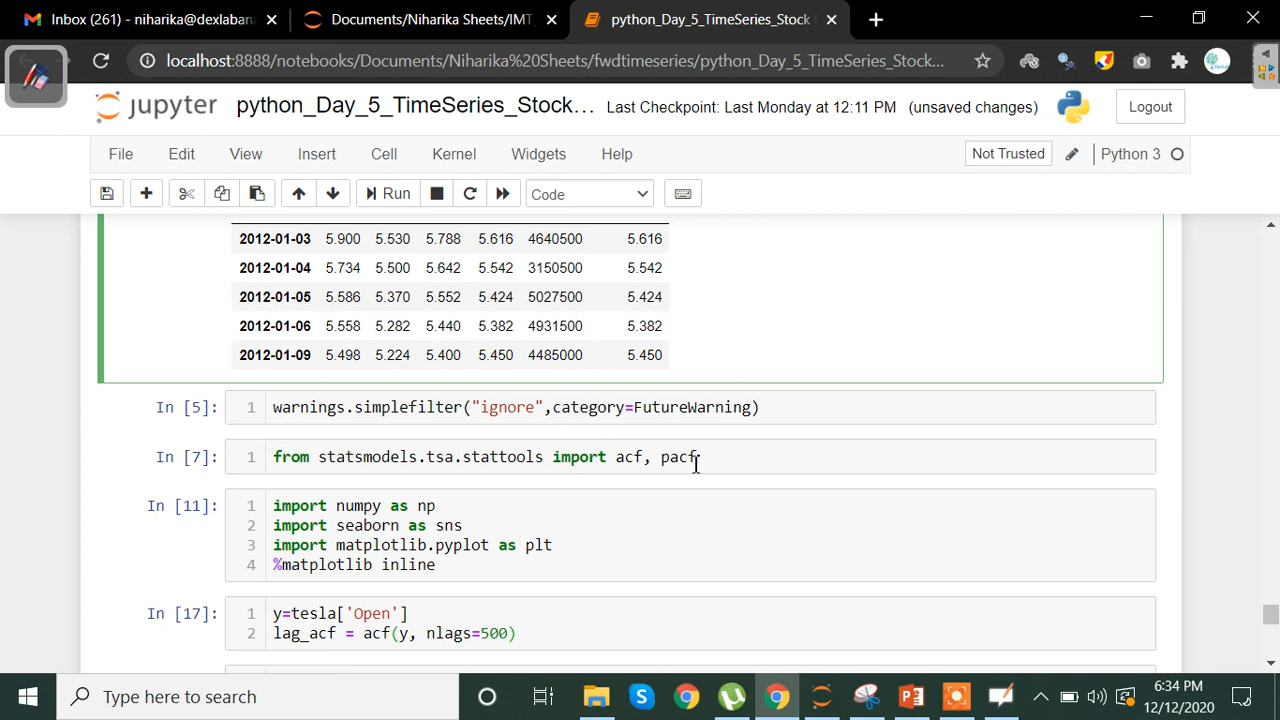 Inbox (261) - niharika@dexlaban
Documents/Niharika Sheets/IMT_
python_Day_5_TimeSeries_Stock
localhost:8888/notebooks/Documents/Niharika%20Sheets/fwdtimeseries/python_Day_5_TimeSeries_Stock...
jupyter python_Day_5_TimeSeries_Stock... Last Checkpoint: Last Monday at 12:11 PM (unsaved changes) Logout
File Edit View Insert Cell Kernel Widgets Help Not Trusted Python 3
Run Code
2012-01-03 5.900 5.530 5.788 5.616 4640500 5.616
2012-01-04 5.734 5.500 5.642 5.542 3150500 5.542
2012-01-05 5.586 5.370 5.552 5.424 5027500 5.424
2012-01-06 5.558 5.282 5.440 5.382 4931500 5.382
2012-01-09 5.498 5.224 5.400 5.450 4485000 5.450
In [5]: 1 warnings.simplefilter("ignore",category=FutureWarning)
In [7]: 1 from statsmodels.tsa.stattools import acf, pacf
In [11]: 1 import numpy as np
2 import seaborn as sns
3 import matplotlib.pyplot as plt
4 %matplotlib inline
In [17]: 1 y=tesla['Open']
2 lag_acf = acf(y, nlags=500)
Type here to search
6:34 PM
12/12/2020